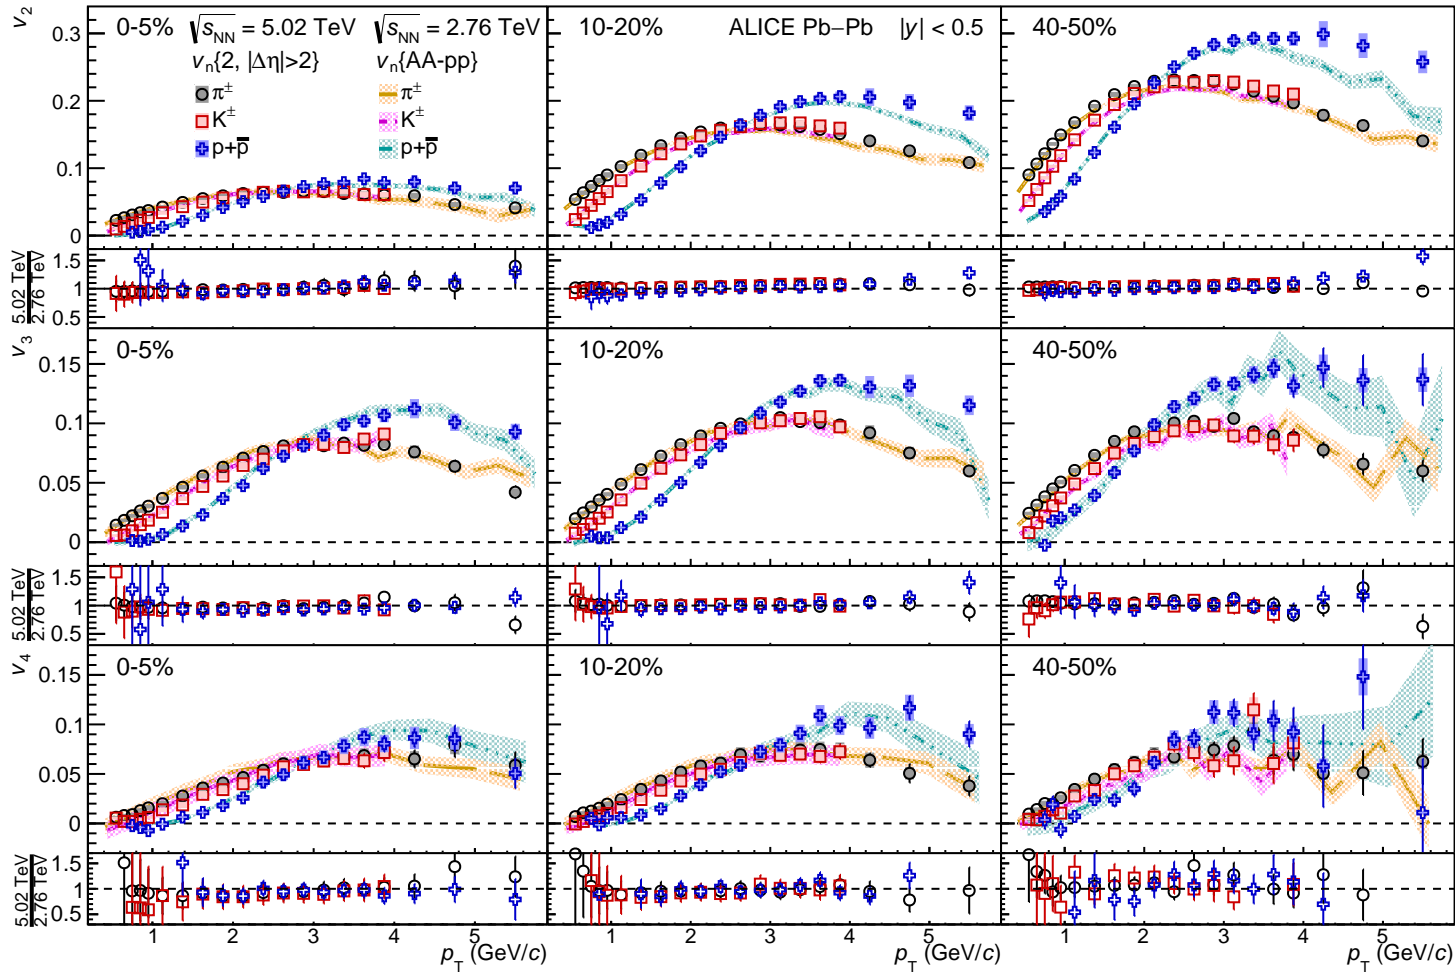 v₂
0.3
0.2
0.1
0
0-5%
√s_NN = 5.02 TeV √s_NN = 2.76 TeV
vₙ{2, |Δη|>2} vₙ{AA-pp}
π± π±
K± K±
p+p̅ p+p̅
10-20%
ALICE Pb–Pb |y| < 0.5
40-50%
5.02 TeV
2.76 TeV
1.5
1
0.5
v₃
0.15
0.1
0.05
0
0-5%
10-20%
40-50%
5.02 TeV
2.76 TeV
1.5
1
0.5
v₄
0.15
0.1
0.05
0
0-5%
10-20%
40-50%
5.02 TeV
2.76 TeV
1.5
1
0.5
1 2 3 4 5 1 2 3 4 5 1 2 3 4 5
p_T (GeV/c) p_T (GeV/c) p_T (GeV/c)